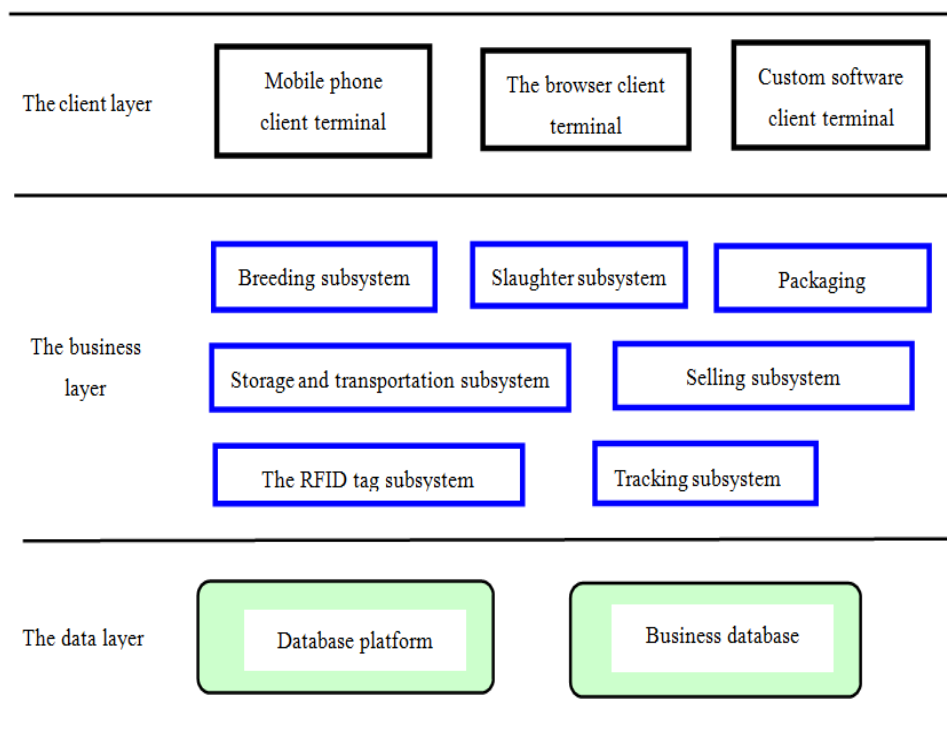 The client layer
Mobile phone
client terminal
The browser client
terminal
Custom software
client terminal
The business
layer
Breeding subsystem
Slaughter subsystem
Packaging
Storage and transportation subsystem
Selling subsystem
The RFID tag subsystem
Tracking subsystem
The data layer
Database platform
Business database